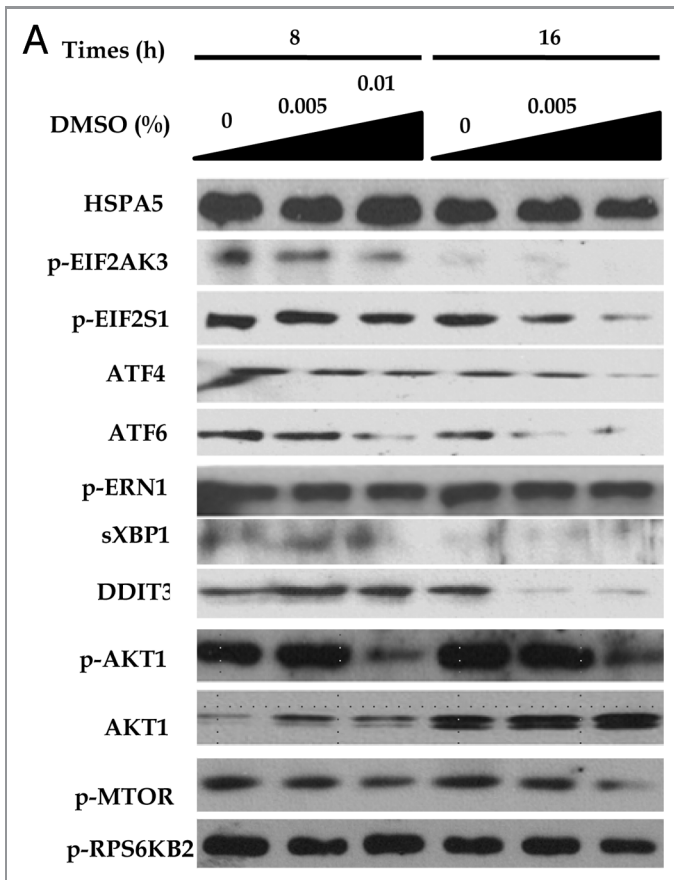 A
Times (h) 8 16
DMSO (%) 0 0.005 0.01 0 0.005
HSPA5
p-EIF2AK3
p-EIF2S1
ATF4
ATF6
p-ERN1
sXBP1
DDIT3
p-AKT1
AKT1
p-MTOR
p-RPS6KB2